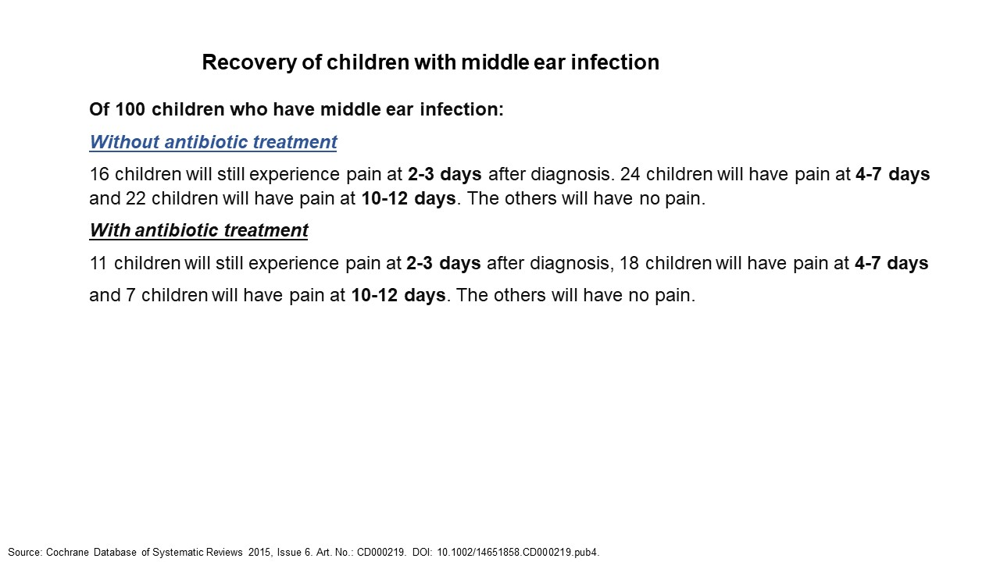 Recovery of children with middle ear infection
Of 100 children who have middle ear infection:
Without antibiotic treatment
16 children will still experience pain at 2-3 days after diagnosis. 24 children will have pain at 4-7 days
and 22 children will have pain at 10-12 days. The others will have no pain.
With antibiotic treatment
11 children will still experience pain at 2-3 days after diagnosis, 18 children will have pain at 4-7 days
and 7 children will have pain at 10-12 days. The others will have no pain.
Source: Cochrane Database of Systematic Reviews 2015, Issue 6. Art. No.: CD000219. DOI: 10.1002/14651858.CD000219.pub4.